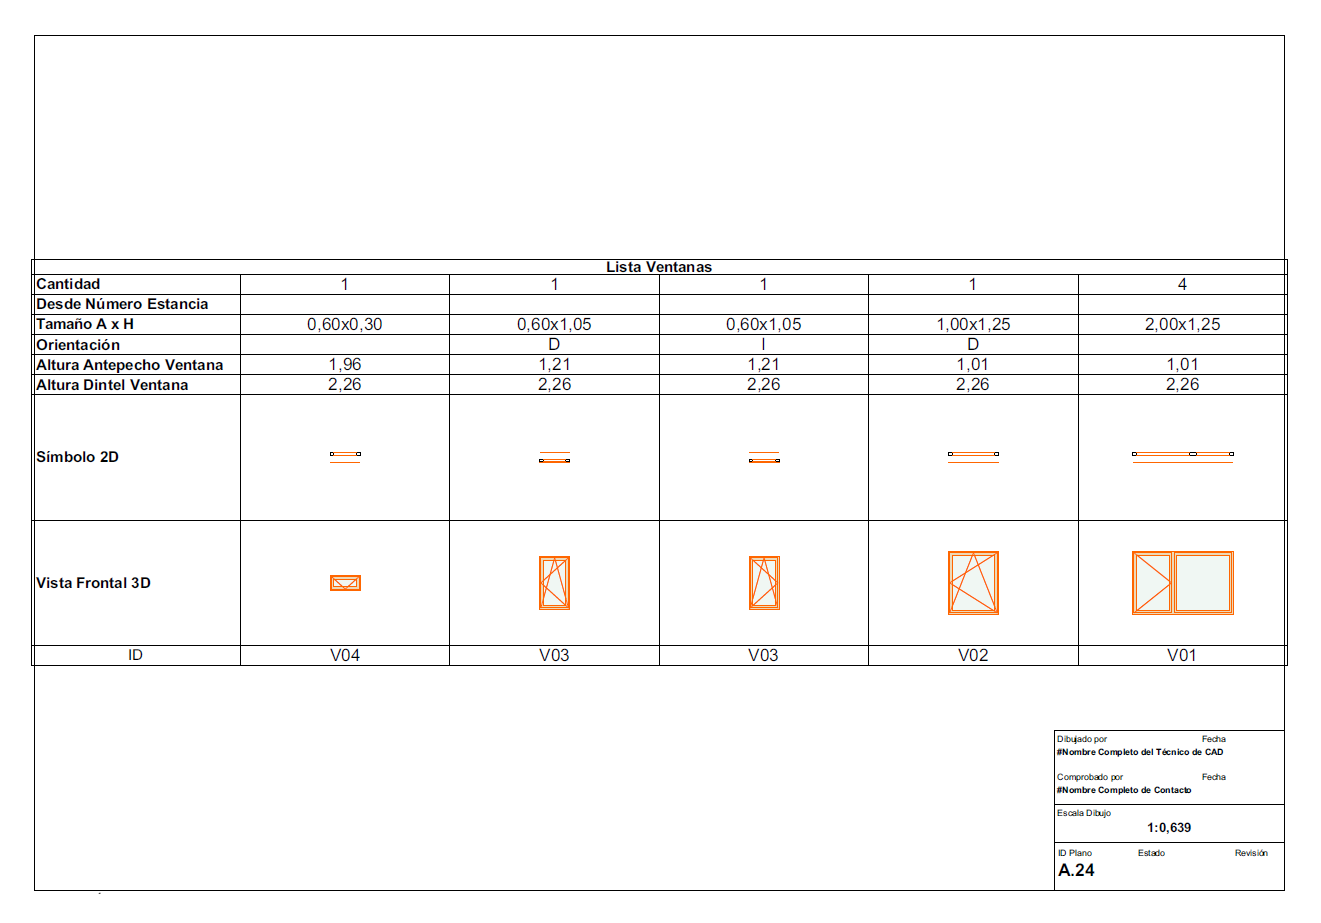 Lista Ventanas
Cantidad 1 1 1 1 4
Desde Número Estancia
Tamaño A x H 0,60x0,30 0,60x1,05 0,60x1,05 1,00x1,25 2,00x1,25
Orientación D I D
Altura Antepecho Ventana 1,96 1,21 1,21 1,01 1,01
Altura Dintel Ventana 2,26 2,26 2,26 2,26 2,26
Símbolo 2D
Vista Frontal 3D
ID V04 V03 V03 V02 V01
Dibujado por Fecha
#Nombre Completo del Técnico de CAD
Comprobado por Fecha
#Nombre Completo de Contacto
Escala Dibujo
1:0,639
ID Plano Estado Revisión
A.24